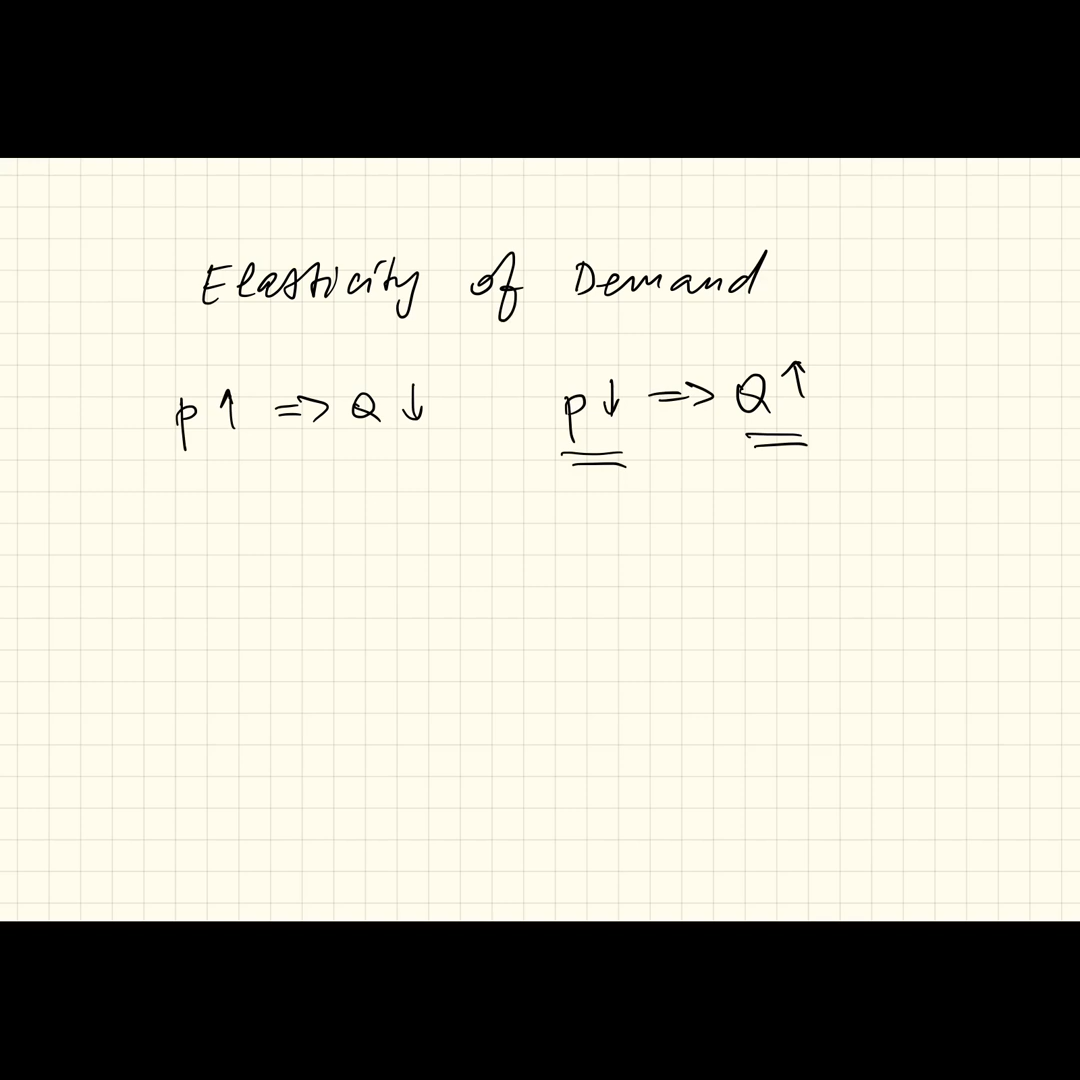 Elasticity of Demand
p ↑ => Q ↓ p ↓ => Q ↑